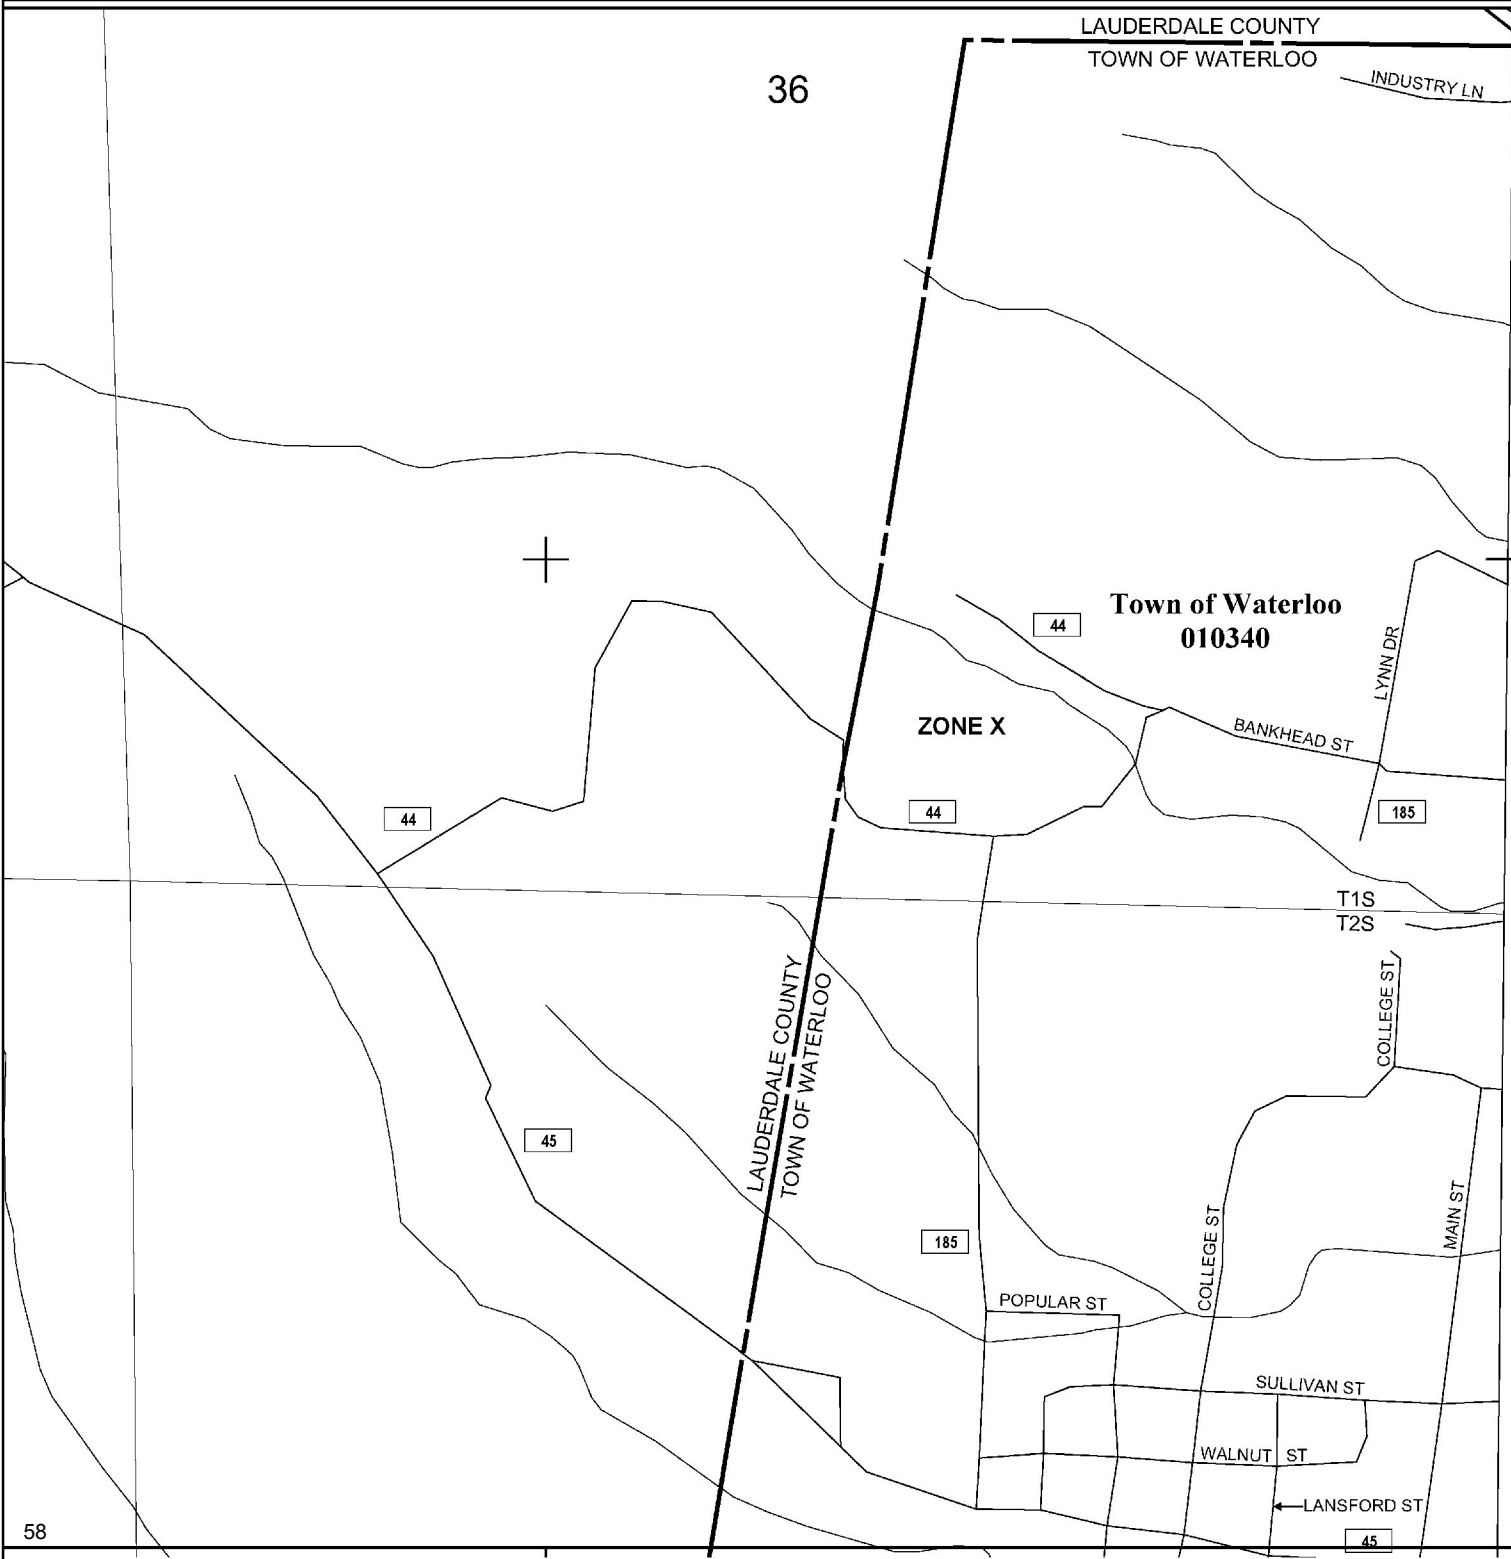 LAUDERDALE COUNTY
TOWN OF WATERLOO
36
INDUSTRY LN
Town of Waterloo
010340
44
LYNN DR
ZONE X
BANKHEAD ST
44
44
185
T1S
T2S
LAUDERDALE COUNTY
TOWN OF WATERLOO
COLLEGE ST
45
185
COLLEGE ST
MAIN ST
POPULAR ST
SULLIVAN ST
WALNUT ST
LANSFORD ST
58
45